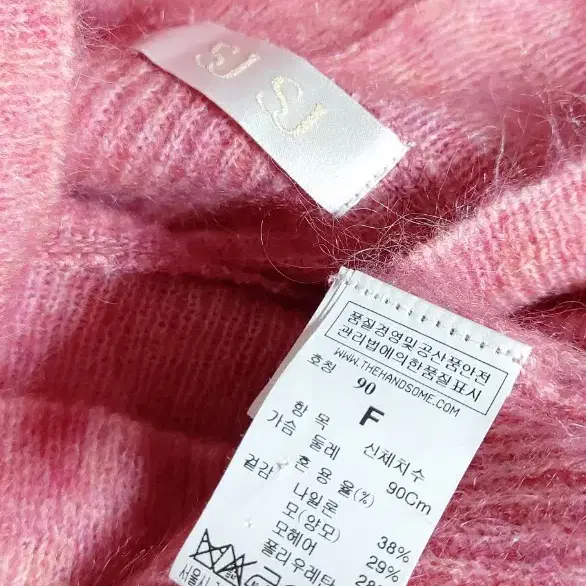 SJ SJ
품질경영및공산품안전
관리법에의한품질표시
WWW.THEHANDSOME.COM
호칭 90 F
항 목 신체치수
가슴 둘레 90Cm
겉감 혼 용 율(%)
나일론 38%
모(양모) 29%
모헤어
폴리우레탄